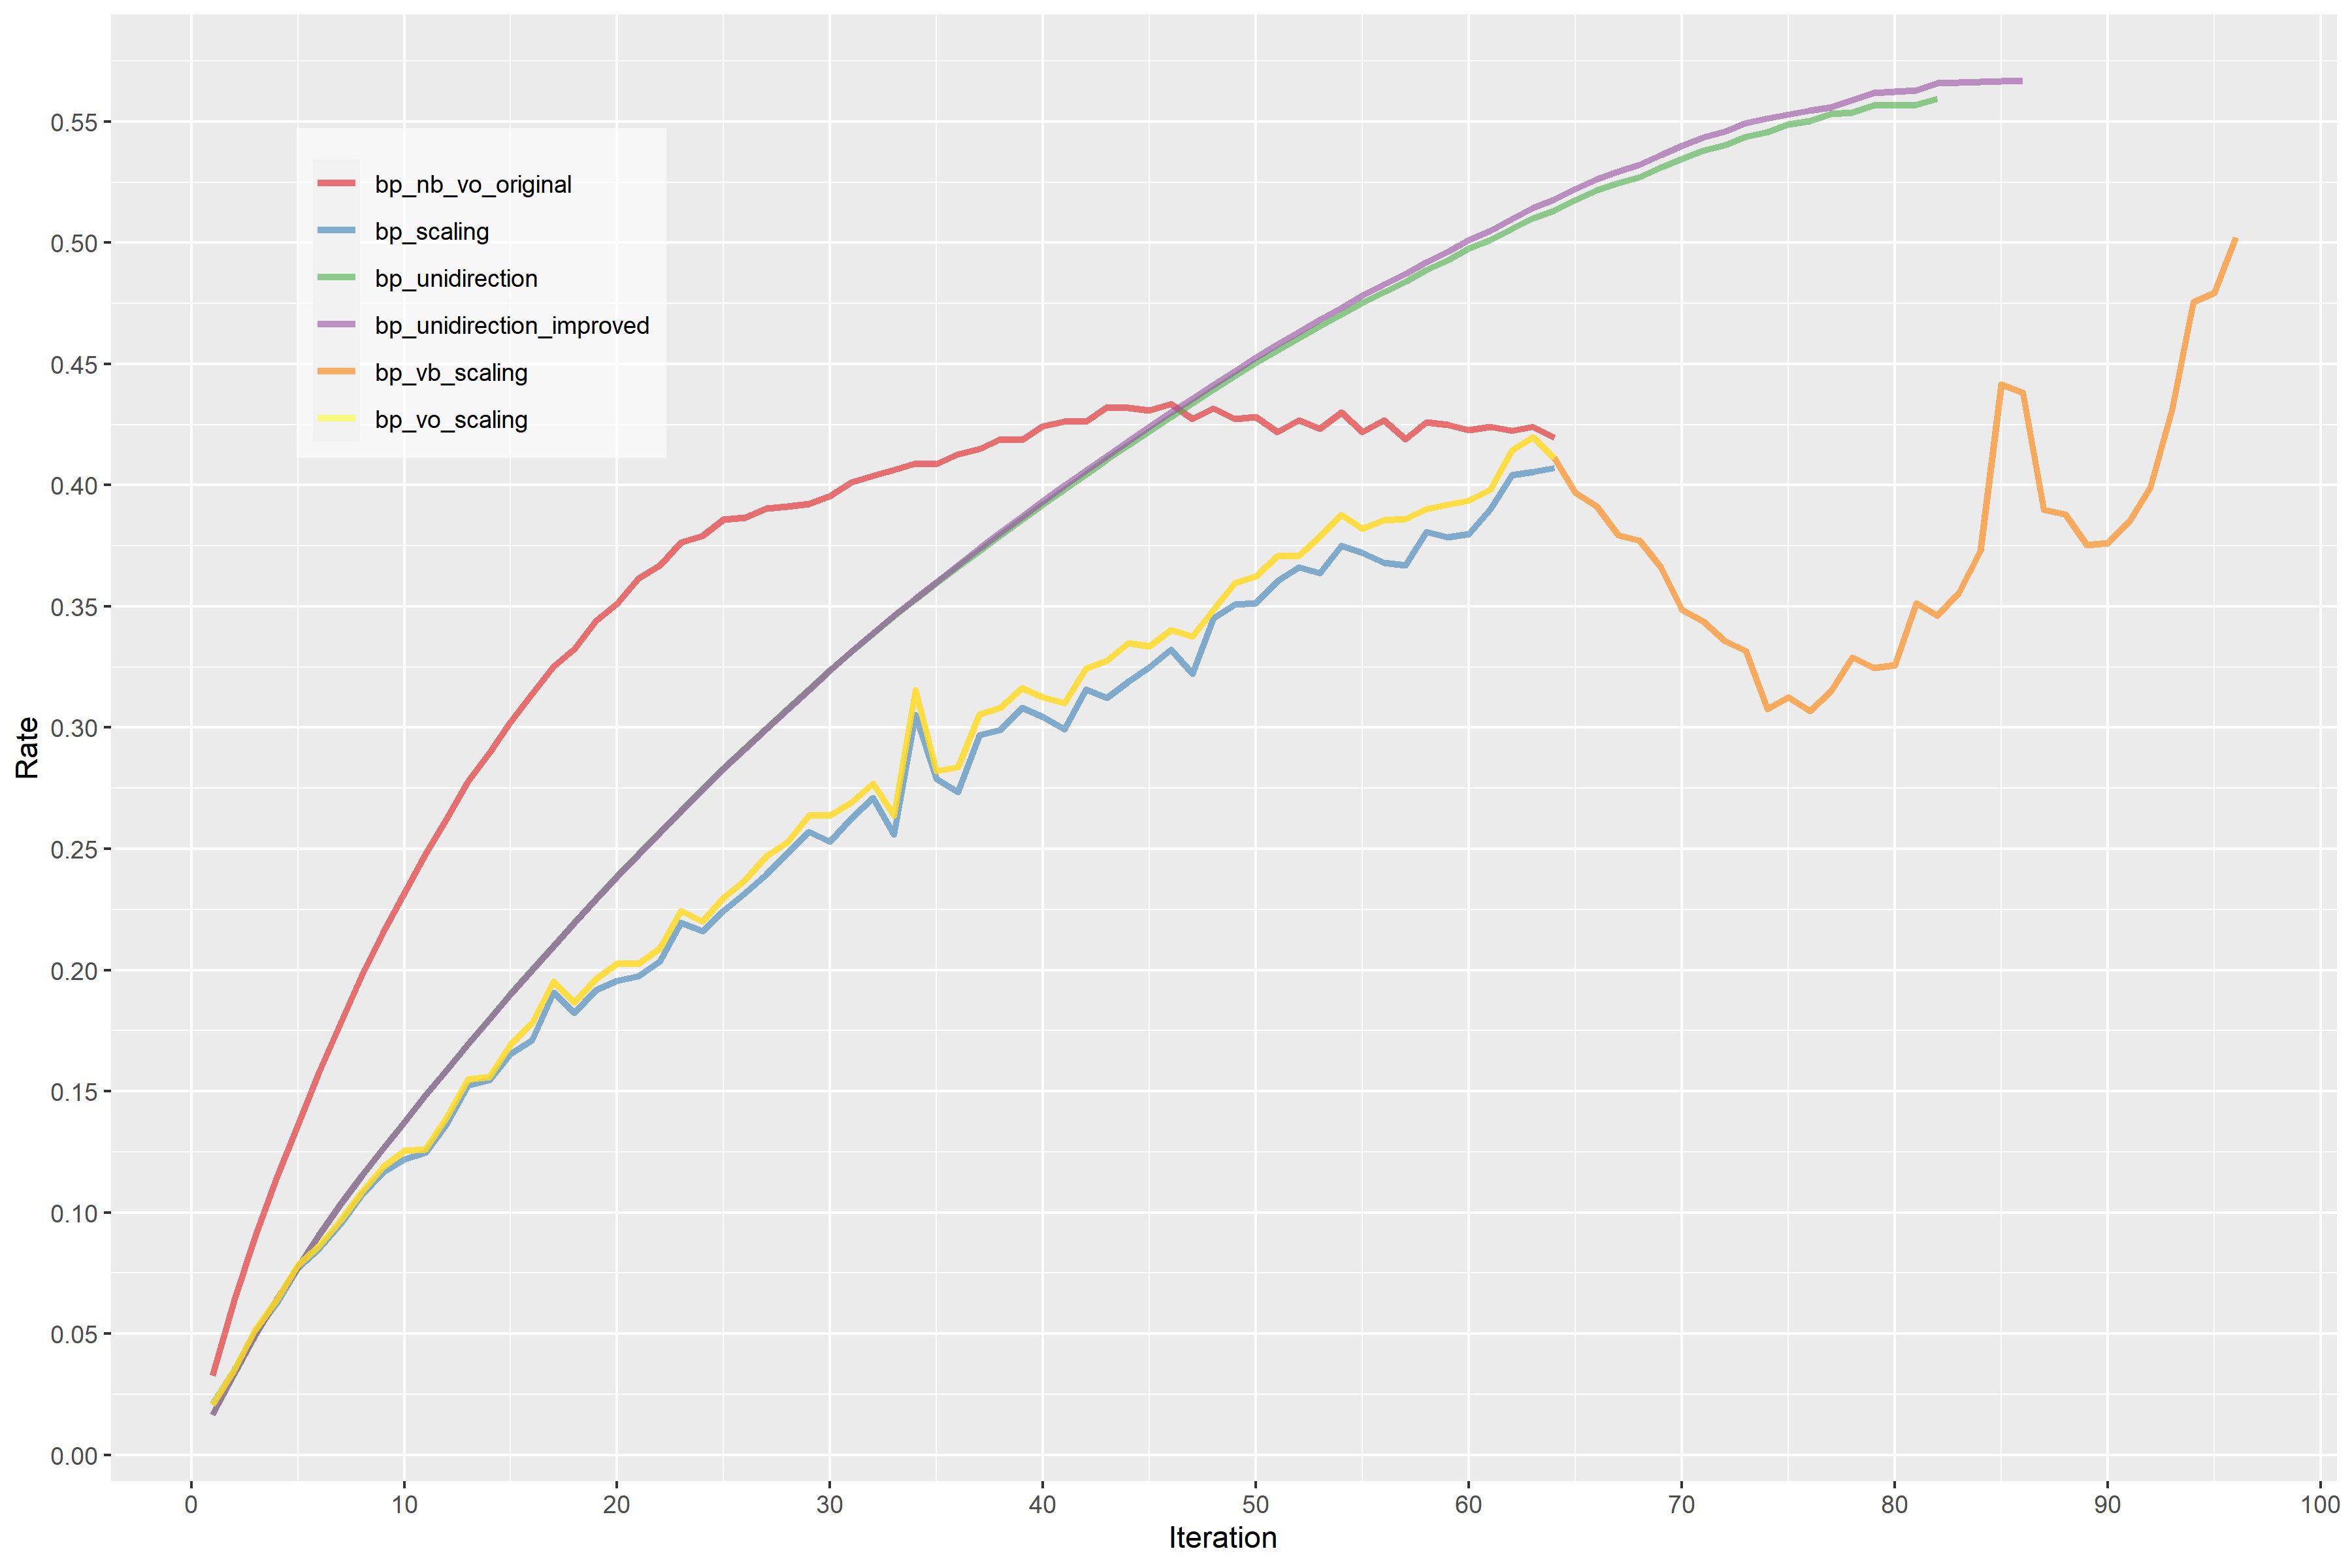 0.55
0.50
0.45
0.40
0.35
0.30
0.25
0.20
0.15
0.10
0.05
0.00
Rate
bp_nb_vo_original
bp_scaling
bp_unidirection
bp_unidirection_improved
bp_vb_scaling
bp_vo_scaling
0 10 20 30 40 50 60 70 80 90 100
Iteration